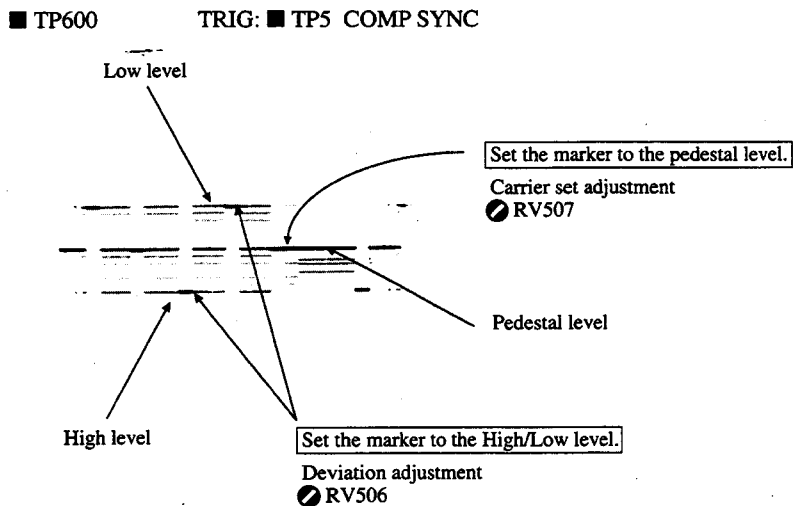 ■ TP600 TRIG: ■ TP5 COMP SYNC
Low level
Set the marker to the pedestal level.
Carrier set adjustment
RV507
Pedestal level
High level
Set the marker to the High/Low level.
Deviation adjustment
RV506